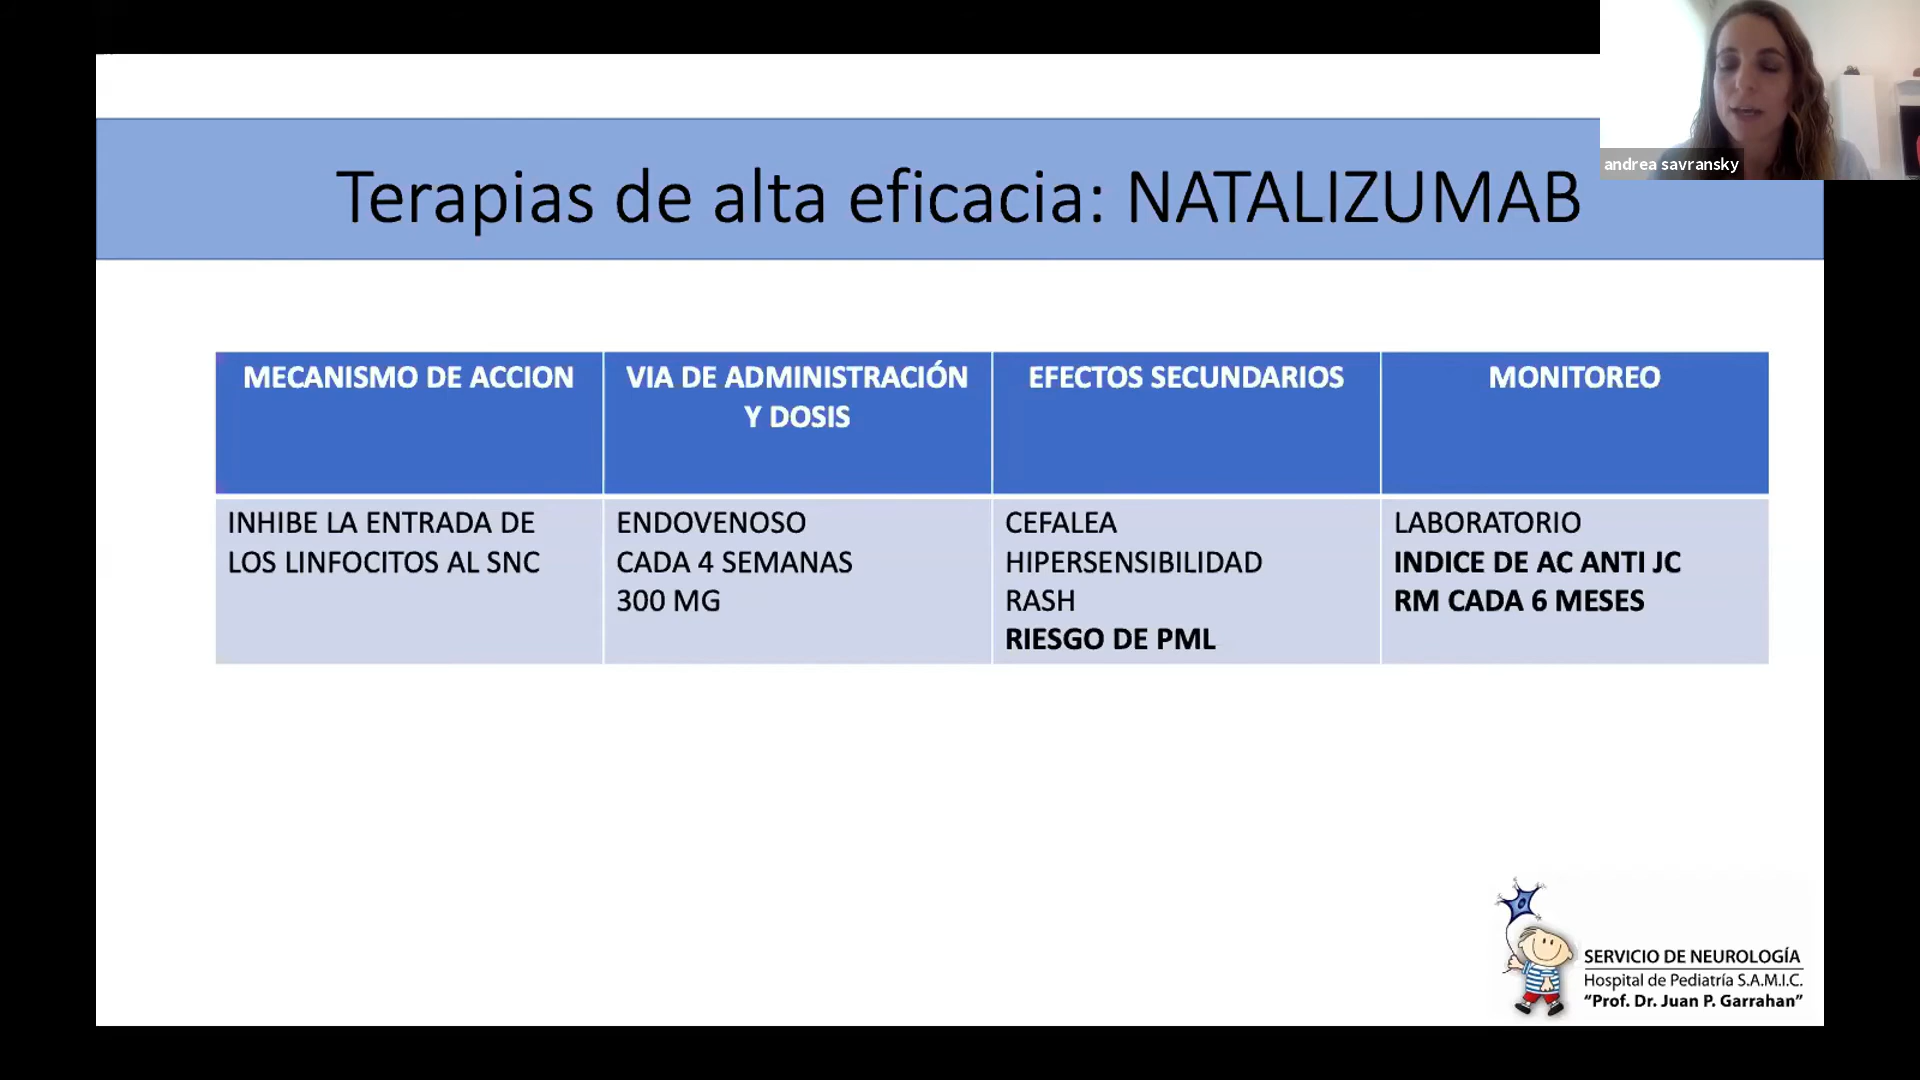 andrea savransky
Terapias de alta eficacia: NATALIZUMAB
MECANISMO DE ACCION
VIA DE ADMINISTRACIÓN
Y DOSIS
EFECTOS SECUNDARIOS
MONITOREO
INHIBE LA ENTRADA DE
LOS LINFOCITOS AL SNC
ENDOVENOSO
CADA 4 SEMANAS
300 MG
CEFALEA
HIPERSENSIBILIDAD
RASH
RIESGO DE PML
LABORATORIO
INDICE DE AC ANTI JC
RM CADA 6 MESES
SERVICIO DE NEUROLOGÍA
Hospital de Pediatría S.A.M.I.C.
“Prof. Dr. Juan P. Garrahan”